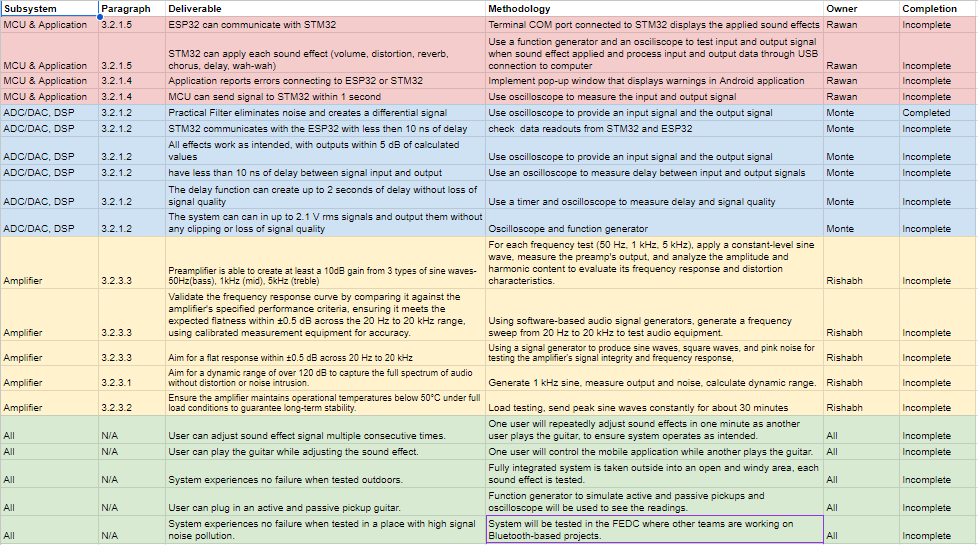 Subsystem Paragraph Deliverable Methodology Owner Completion
MCU & Application 3.2.1.5 ESP32 can communicate with STM32 Terminal COM port connected to STM32 displays the applied sound effects Rawan Incomplete
Use a function generator and an osciliscope to test input and output signal
STM32 can apply each sound effect (volume, distortion, reverb, when sound effect applied and process input and output data through USB
MCU & Application 3.2.1.5 chorus, delay, wah-wah) connection to computer Rawan Incomplete
MCU & Application 3.2.1.4 Application reports errors connecting to ESP32 or STM32 Implement pop-up window that displays warnings in Android application Rawan Incomplete
MCU & Application 3.2.1.4 MCU can send signal to STM32 within 1 second Use oscilloscope to measure the input and output signal Rawan Incomplete
ADC/DAC, DSP 3.2.1.2 Practical Filter eliminates noise and creates a differential signal Use oscilloscope to provide an input signal and the output signal Monte Completed
ADC/DAC, DSP 3.2.1.2 STM32 communicates with the ESP32 with less then 10 ns of delay check data readouts from STM32 and ESP32 Monte Incomplete
All effects work as intended, with outputs within 5 dB of calculated
ADC/DAC, DSP 3.2.1.2 values Use oscilloscope to provide an input signal and the output signal Monte Incomplete
ADC/DAC, DSP 3.2.1.2 have less than 10 ns of delay between signal input and output Use an oscilloscope to measure delay between input and output signals Monte Incomplete
The delay function can create up to 2 seconds of delay without loss of
ADC/DAC, DSP 3.2.1.2 signal quality Use a timer and oscilloscope to measure delay and signal quality Monte Incomplete
The system can can in up to 2.1 V rms signals and output them without
ADC/DAC, DSP 3.2.1.2 any clipping or loss of signal quality Oscilloscope and function generator Monte Incomplete
For each frequency test (50 Hz, 1 kHz, 5 kHz), apply a constant-level sine
wave, measure the preamp's output, and analyze the amplitude and
Preamplifier is able to create at least a 10dB gain from 3 types of sine waves- harmonic content to evaluate its frequency response and distortion
Amplifier 3.2.3.3 50Hz(bass), 1kHz (mid), 5kHz (treble) characteristics. Rishabh Incomplete
Validate the frequency response curve by comparing it against the
amplifier's specified performance criteria, ensuring it meets the
expected flatness within ±0.5 dB across the 20 Hz to 20 kHz range, Using software-based audio signal generators, generate a frequency
Amplifier 3.2.3.3 using calibrated measurement equipment for accuracy. sweep from 20 Hz to 20 kHz to test audio equipment. Rishabh Incomplete
Using a signal generator to produce sine waves, square waves, and pink noise for
Amplifier 3.2.3.3 Aim for a flat response within ±0.5 dB across 20 Hz to 20 kHz testing the amplifier's signal integrity and frequency response, Rishabh Incomplete
Aim for a dynamic range of over 120 dB to capture the full spectrum of audio
Amplifier 3.2.3.1 without distortion or noise intrusion. Generate 1 kHz sine, measure output and noise, calculate dynamic range. Rishabh Incomplete
Ensure the amplifier maintains operational temperatures below 50°C under full
Amplifier 3.2.3.2 load conditions to guarantee long-term stability. Load testing, send peak sine waves constantly for about 30 minutes Rishabh Incomplete
One user will repeatedly adjust sound effects in one minute as another
All N/A User can adjust sound effect signal multiple consecutive times. user plays the guitar, to ensure system operates as intended. All Incomplete
All N/A User can play the guitar while adjusting the sound effect. One user will control the mobile application while another plays the guitar. All Incomplete
Fully integrated system is taken outside into an open and windy area, each
All N/A System experiences no failure when tested outdoors. sound effect is tested. All Incomplete
Function generator to simulate active and passive pickups and
All N/A User can plug in an active and passive pickup guitar. oscilloscope will be used to see the readings. All Incomplete
System experiences no failure when tested in a place with high signal System will be tested in the FEDC where other teams are working on
All N/A noise pollution. Bluetooth-based projects. All Incomplete